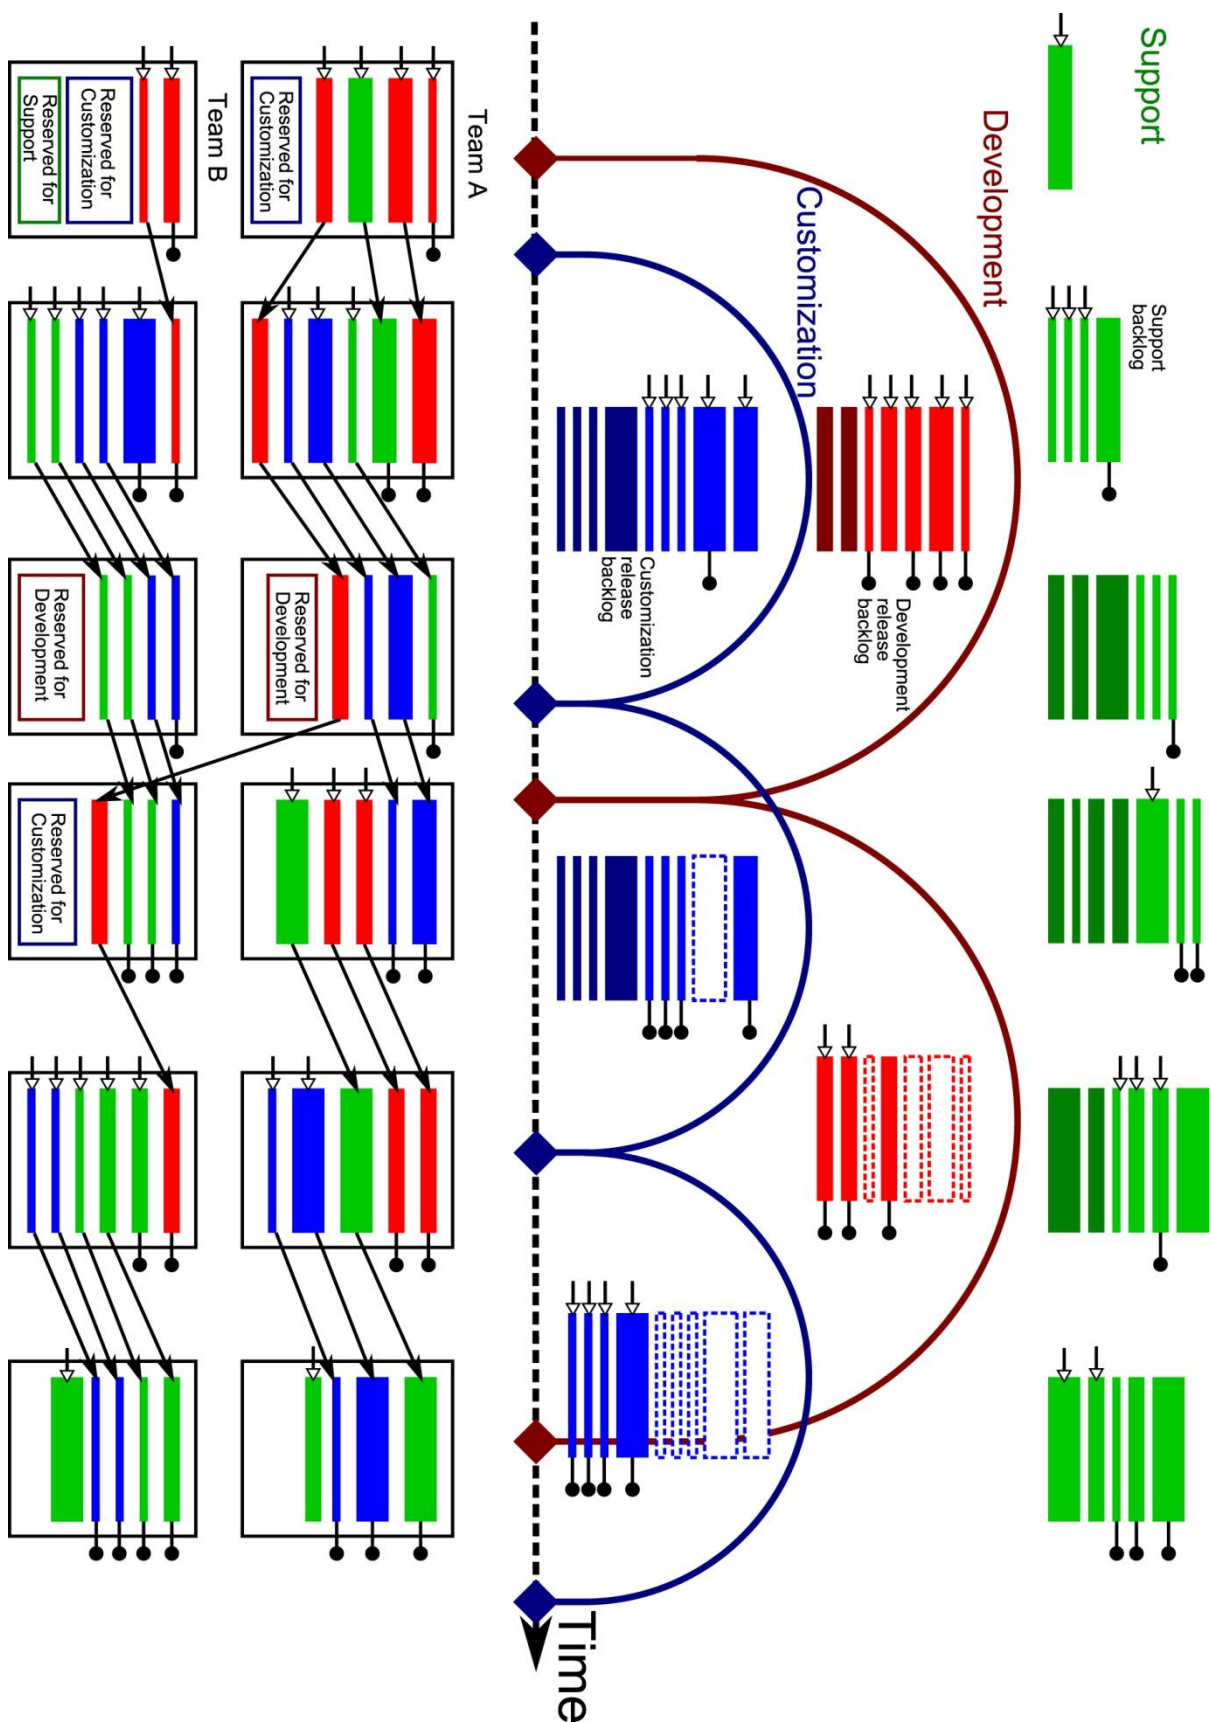 Support
Support
backlog
Development
Development
release
backlog
Customization
Customization
release
backlog
Time
Team A
Reserved for
Customization
Reserved for
Development
Team B
Reserved for
Customization
Reserved for
Support
Reserved for
Development
Reserved for
Customization